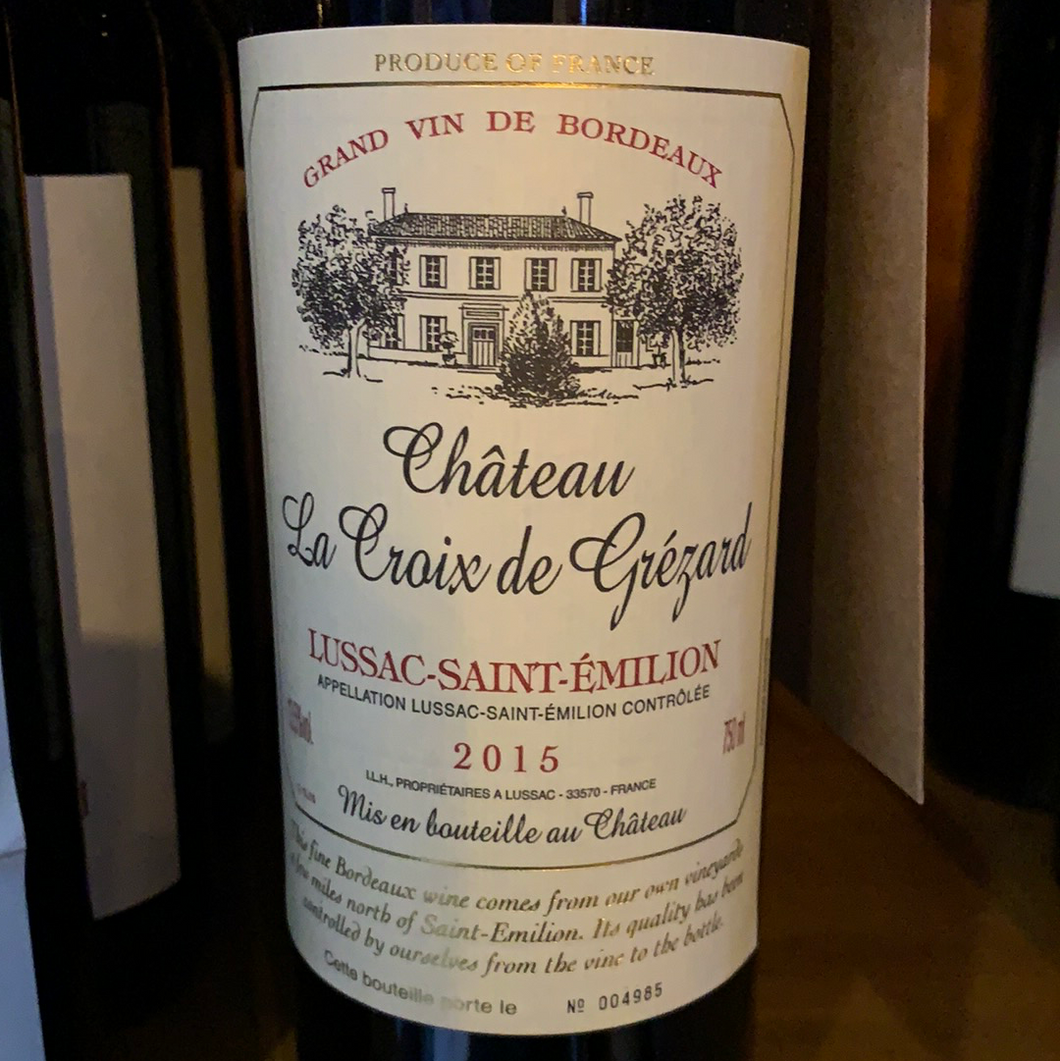 PRODUCE OF FRANCE
GRAND VIN DE BORDEAUX
Château
La Croix de Grézard
LUSSAC-SAINT-ÉMILION
APPELLATION LUSSAC-SAINT-ÉMILION CONTRÔLÉE
750 ml
2015
I.L.H., PROPRIÉTAIRES A LUSSAC - 33570 - FRANCE
Mis en bouteille au Château
This fine Bordeaux wine comes from our own vineyards
a few miles north of Saint-Emilion. Its quality has been
controlled by ourselves from the vine to the bottle.
Cette bouteille porte le Nº 004985